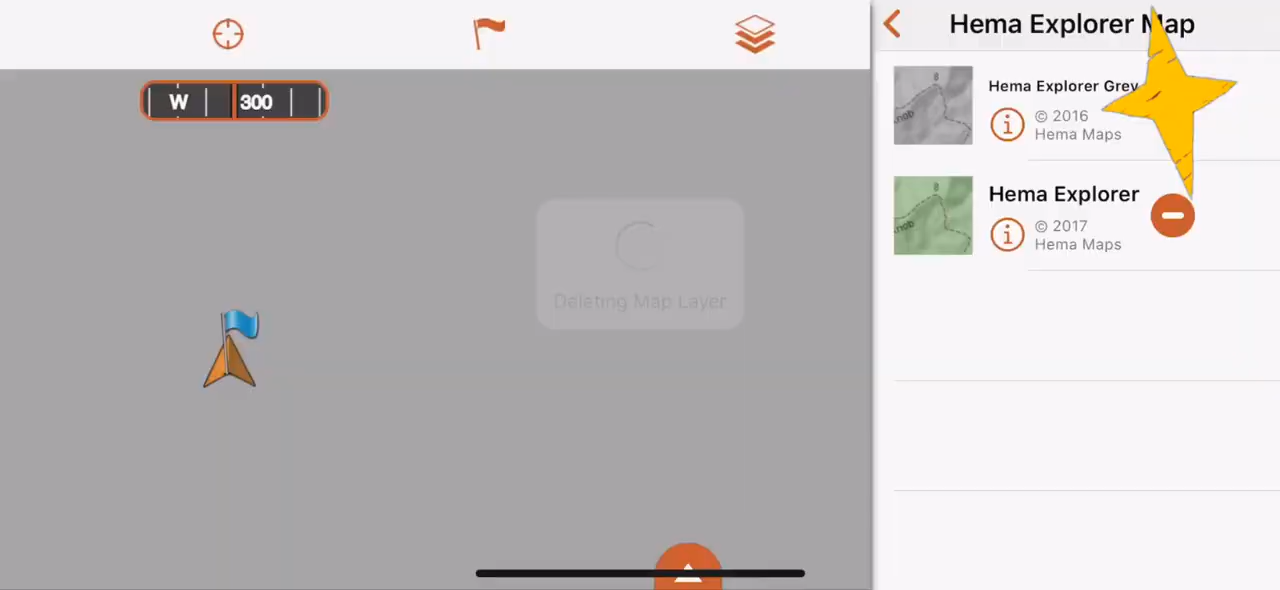 Hema Explorer Map
W 300
Hema Explorer Grey
© 2016
Hema Maps
Hema Explorer
© 2017
Hema Maps
Deleting Map Layer